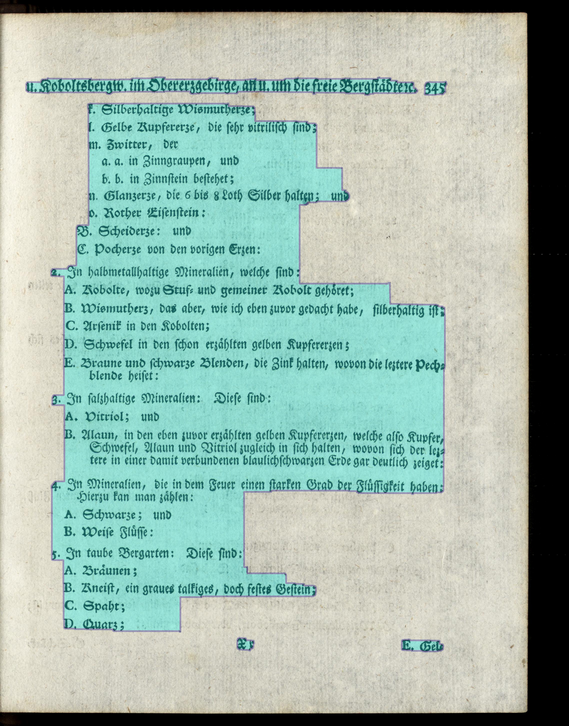 u. Koboltsbergw. im Obererzgebirge, an u. um die freie Bergstädte ꝛc. 345
k. Silberhaltige Wismutherze;
l. Gelbe Kupfererze, die sehr vitrilisch sind;
m. Zwitter, der
a. a. in Zinngraupen, und
b. b. in Zinnstein bestehet;
n. Glanzerze, die 6 bis 8 Loth Silber halten; und
o. Rother Eisenstein:
B. Scheiderze: und
C. Pocherze von den vorigen Erzen:
2. In halbmetallhaltige Mineralien, welche sind:
A. Kobolte, wozu Stuf- und gemeiner Kobolt gehöret;
B. Wismutherz, das aber, wie ich eben zuvor gedacht habe, silberhaltig ist;
C. Arsenik in den Kobolten;
D. Schwefel in den schon erzählten gelben Kupfererzen;
E. Braune und schwarze Blenden, die Zink halten, wovon die leztere Pech-
blende heiset:
3. In salzhaltige Mineralien: Diese sind:
A. Vitriol; und
B. Alaun, in den eben zuvor erzählten gelben Kupfererzen, welche also Kupfer,
Schwefel, Alaun und Vitriol zugleich in sich halten, wovon sich der lez-
tere in einer damit verbundenen blaulichschwarzen Erde gar deutlich zeiget:
4. In Mineralien, die in dem Feuer einen starken Grad der Flüssigkeit haben:
Hierzu kan man zählen:
A. Schwarze; und
B. Weise Flüsse:
5. In taube Bergarten: Diese sind:
A. Bräunen;
B. Kneist, ein graues talkiges, doch festes Gestein;
C. Spaht;
D. Quarz;
E. Gel-